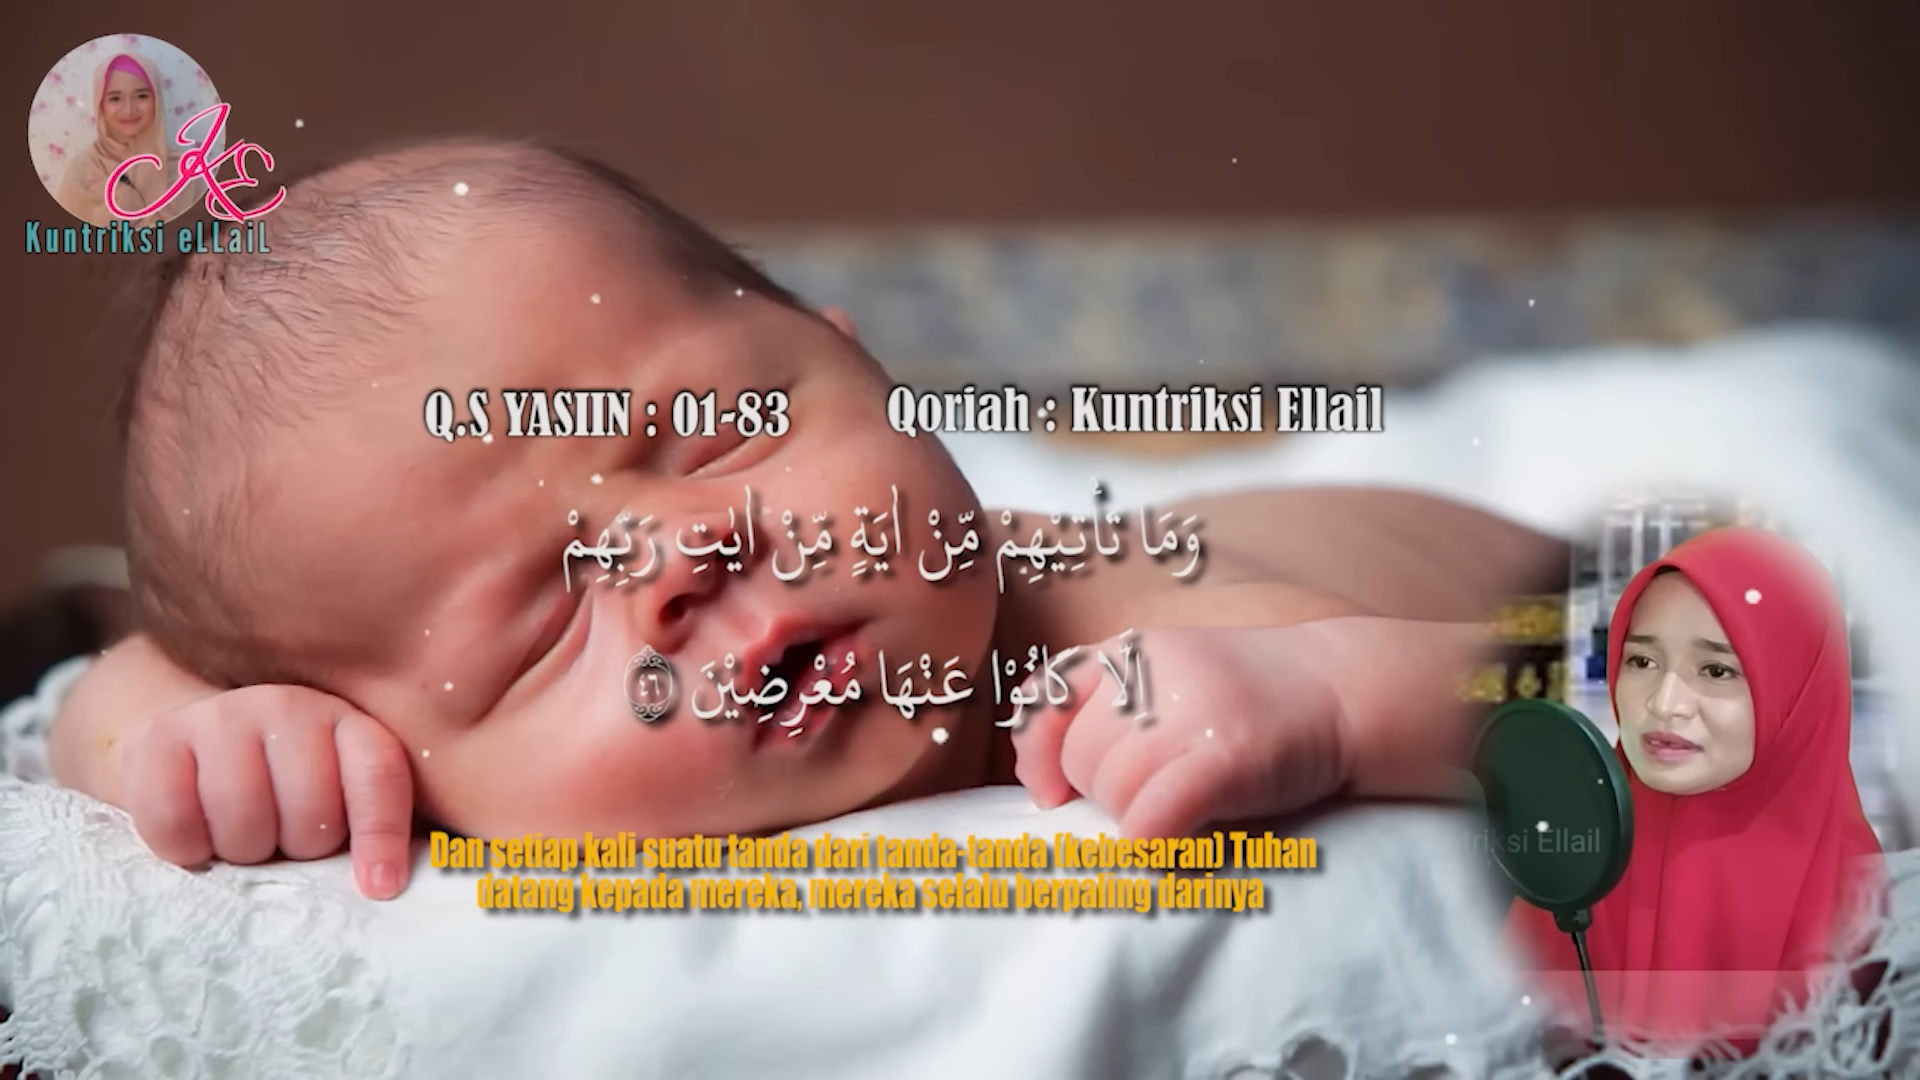 Kuntriksi eLLaiL
Q.S YASIIN : 01-83
Qoriah : Kuntriksi Ellail
وَمَا تَأْتِيْهِمْ مِّنْ اٰيَةٍ مِّنْ اٰيٰتِ رَبِّهِمْ
اِلَّا كَانُوْا عَنْهَا مُعْرِضِيْنَ ٤٦
Dan setiap kali suatu tanda dari tanda-tanda (kebesaran) Tuhan
datang kepada mereka, mereka selalu berpaling darinya
Ellail